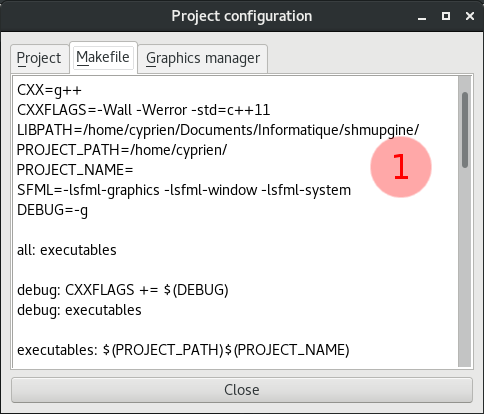 Project configuration
Project Makefile Graphics manager
CXX=g++
CXXFLAGS=-Wall -Werror -std=c++11
LIBPATH=/home/cyprien/Documents/Informatique/shmupgine/
PROJECT_PATH=/home/cyprien/
PROJECT_NAME=
1
SFML=-lsfml-graphics -lsfml-window -lsfml-system
DEBUG=-g
all: executables
debug: CXXFLAGS += $(DEBUG)
debug: executables
executables: $(PROJECT_PATH)$(PROJECT_NAME)
Close